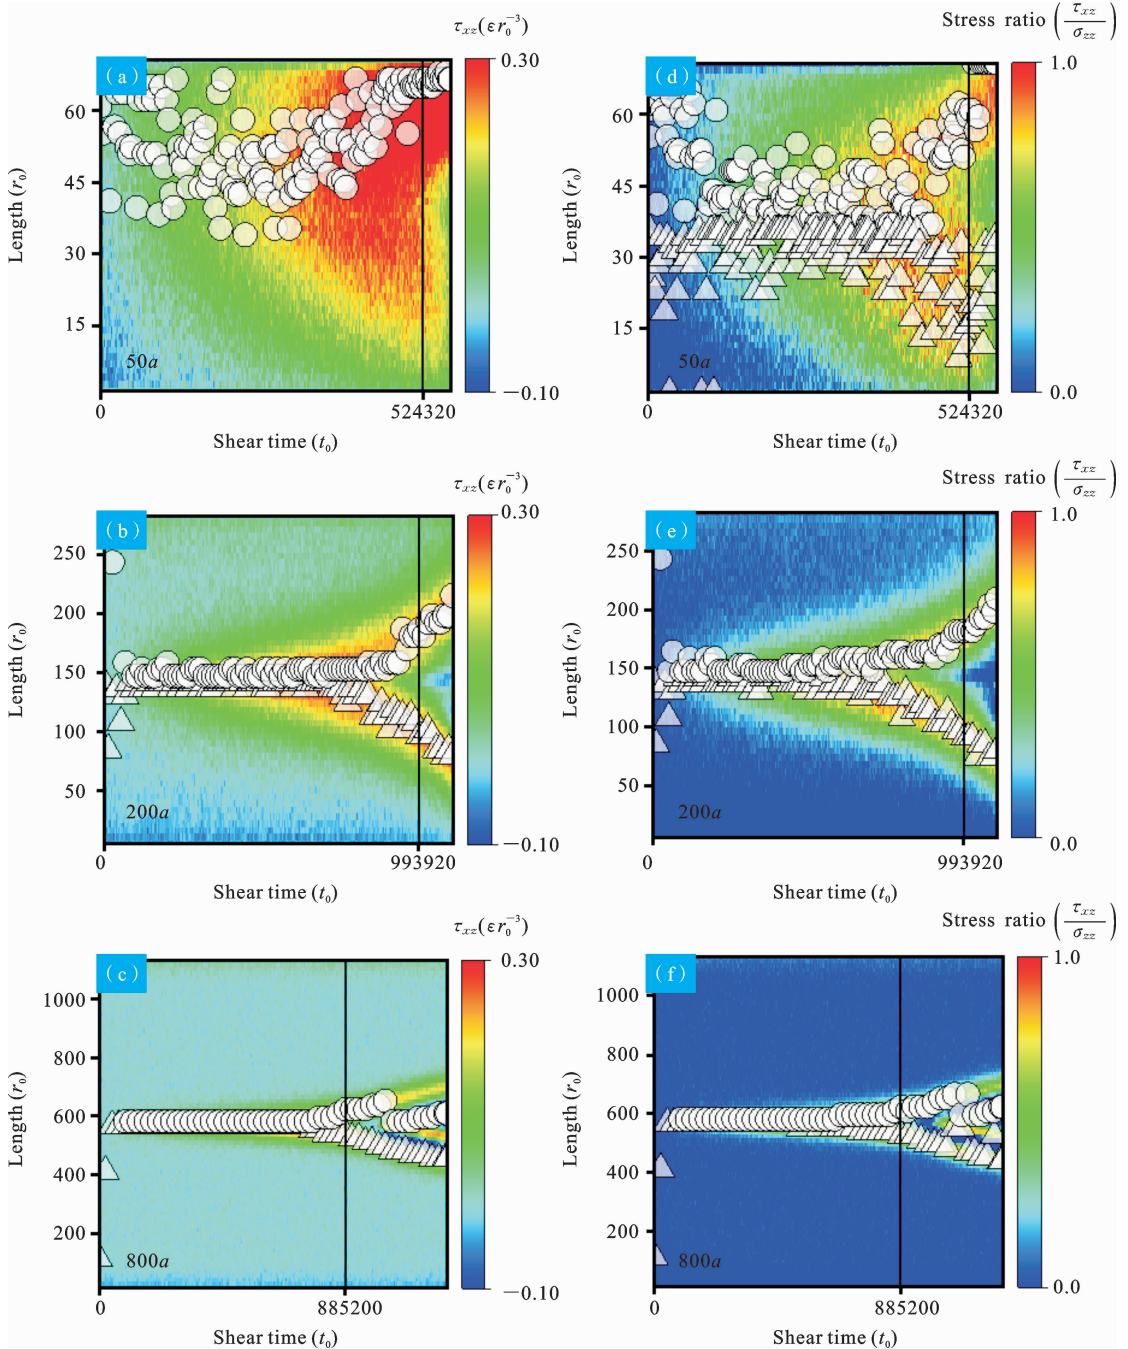 τxz(εr0^−3)
0.30
(a)
60
45
30
15
Length (r0)
50a
−0.10
0
524320
Shear time (t0)
Stress ratio (τxz/σzz)
1.0
(d)
60
45
30
15
Length (r0)
50a
0.0
0
524320
Shear time (t0)
τxz(εr0^−3)
0.30
(b)
250
200
150
100
50
Length (r0)
200a
−0.10
0
993920
Shear time (t0)
Stress ratio (τxz/σzz)
1.0
(e)
250
200
150
100
50
Length (r0)
200a
0.0
0
993920
Shear time (t0)
τxz(εr0^−3)
0.30
(c)
1000
800
600
400
200
Length (r0)
800a
−0.10
0
885200
Shear time (t0)
Stress ratio (τxz/σzz)
1.0
(f)
1000
800
600
400
200
Length (r0)
800a
0.0
0
885200
Shear time (t0)